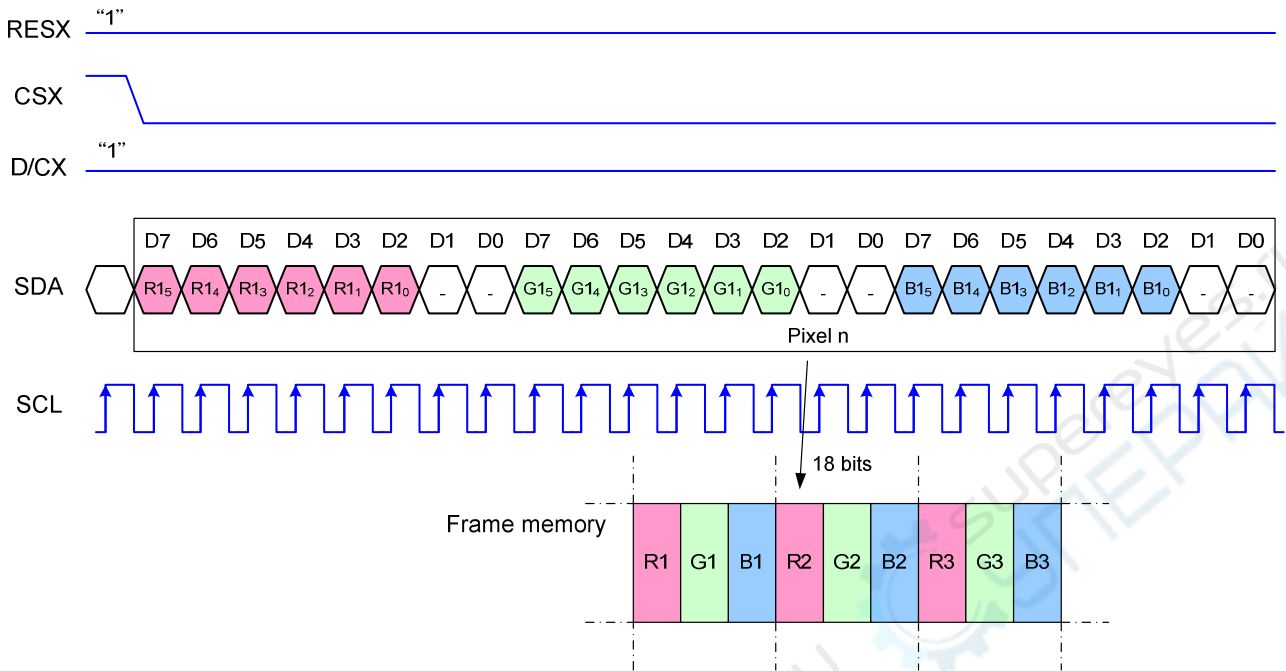 RESX “1”
CSX
D/CX “1”
D7 D6 D5 D4 D3 D2 D1 D0 D7 D6 D5 D4 D3 D2 D1 D0 D7 D6 D5 D4 D3 D2 D1 D0
SDA R1₅ R1₄ R1₃ R1₂ R1₁ R1₀ - - G1₅ G1₄ G1₃ G1₂ G1₁ G1₀ - - B1₅ B1₄ B1₃ B1₂ B1₁ B1₀ - -
Pixel n
SCL
18 bits
Frame memory
R1 G1 B1 R2 G2 B2 R3 G3 B3